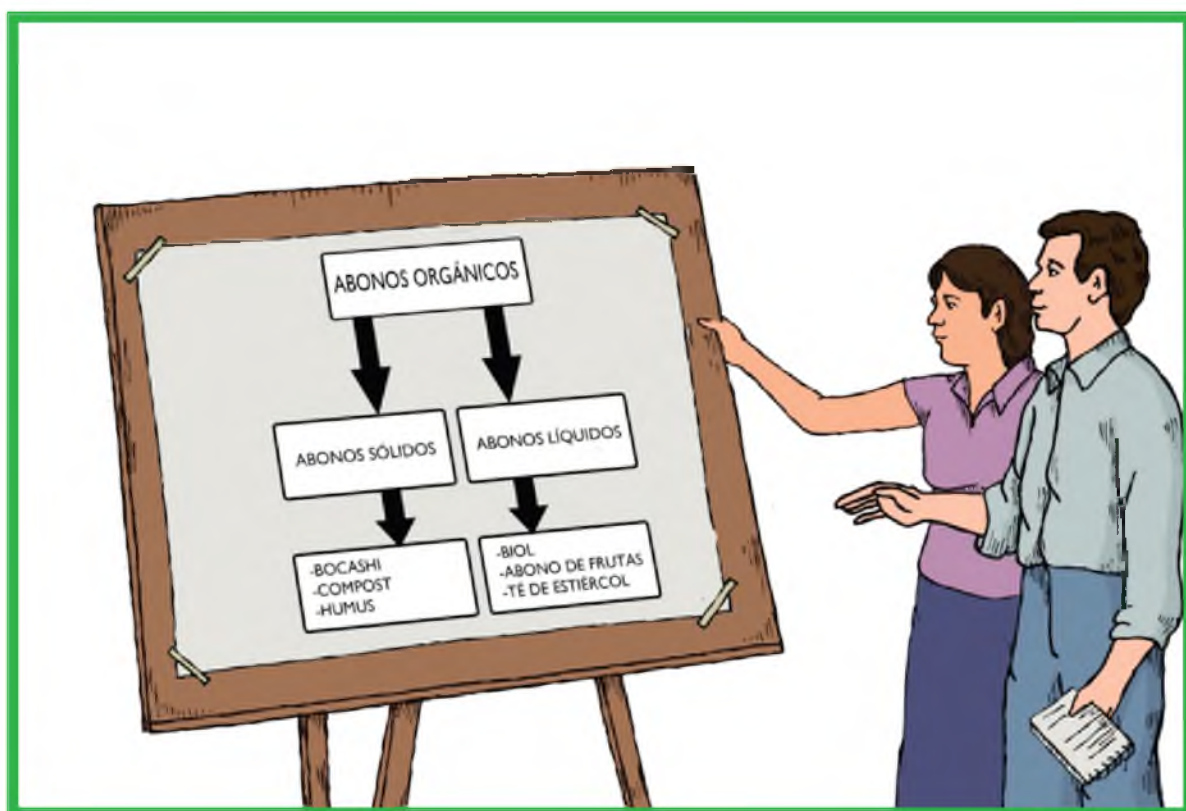 ABONOS ORGÁNICOS
ABONOS SÓLIDOS
ABONOS LÍQUIDOS
-BOCASHI
-COMPOST
-HUMUS
-BIOL
-ABONO DE FRUTAS
-TÉ DE ESTIÉRCOL